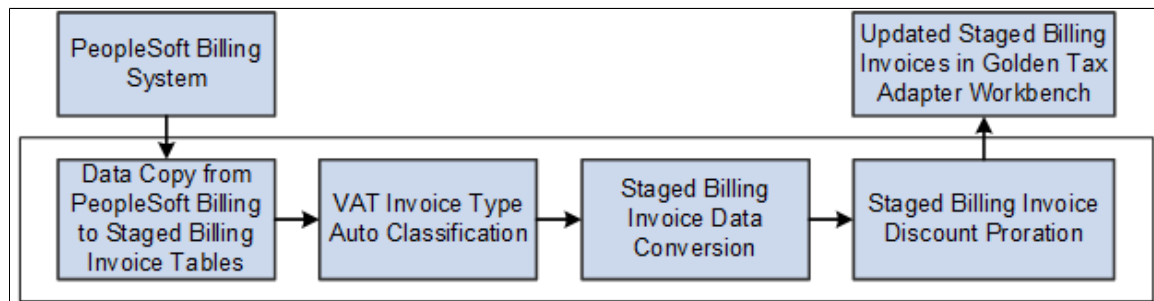 PeopleSoft Billing
System
Updated Staged Billing
Invoices in Golden Tax
Adapter Workbench
Data Copy from
PeopleSoft Billing
to Staged Billing
Invoice Tables
VAT Invoice Type
Auto Classification
Staged Billing
Invoice Data
Conversion
Staged Billing Invoice
Discount Proration